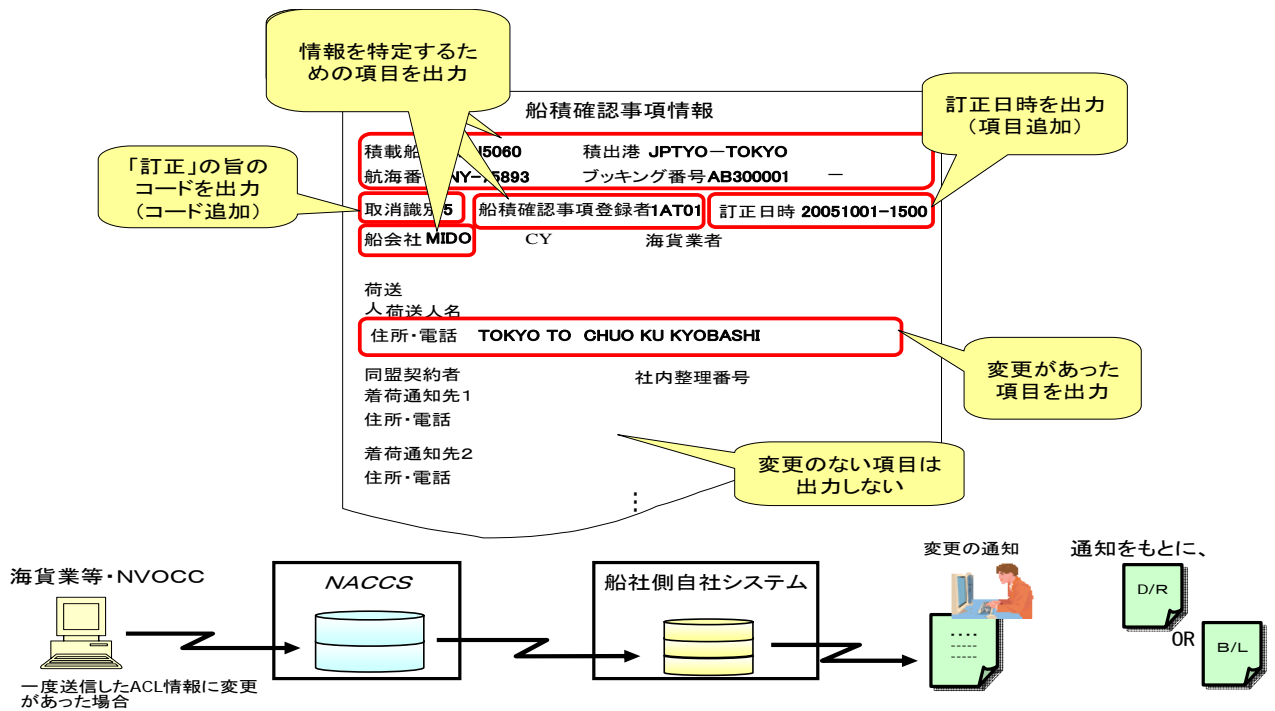 情報を特定するた
めの項目を出力
訂正日時を出力
（項目追加）
「訂正」の旨の
コードを出力
（コード追加）
船積確認事項情報
積載船 I5060 積出港 JPTYO－TOKYO
航海番 NY-75893 ブッキング番号AB300001 －
取消識別5 船積確認事項登録者1AT01 訂正日時 20051001-1500
船会社 MIDO CY 海貨業者
荷送
人荷送人名
住所・電話 TOKYO TO CHUO KU KYOBASHI
変更があった
項目を出力
同盟契約者 社内整理番号
着荷通知先1
住所・電話
着荷通知先2
住所・電話
変更のない項目は
出力しない
⋮
海貨業等・NVOCC
NACCS
船社側自社システム
変更の通知
通知をもとに、
D/R
OR
B/L
一度送信したACL情報に変更
があった場合